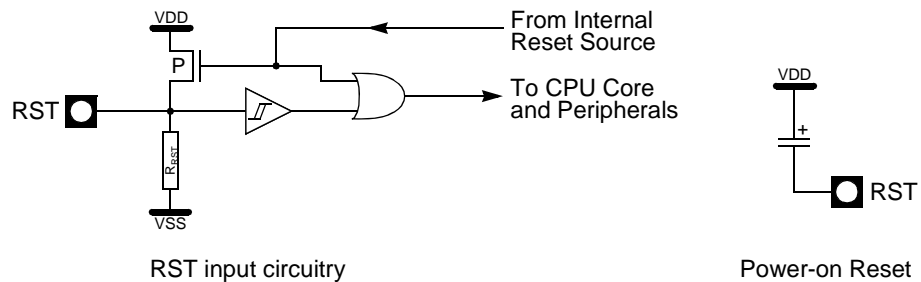 VDD
P
RST
RRST
VSS
From Internal
Reset Source
To CPU Core
and Peripherals
RST input circuitry
VDD
+
RST
Power-on Reset